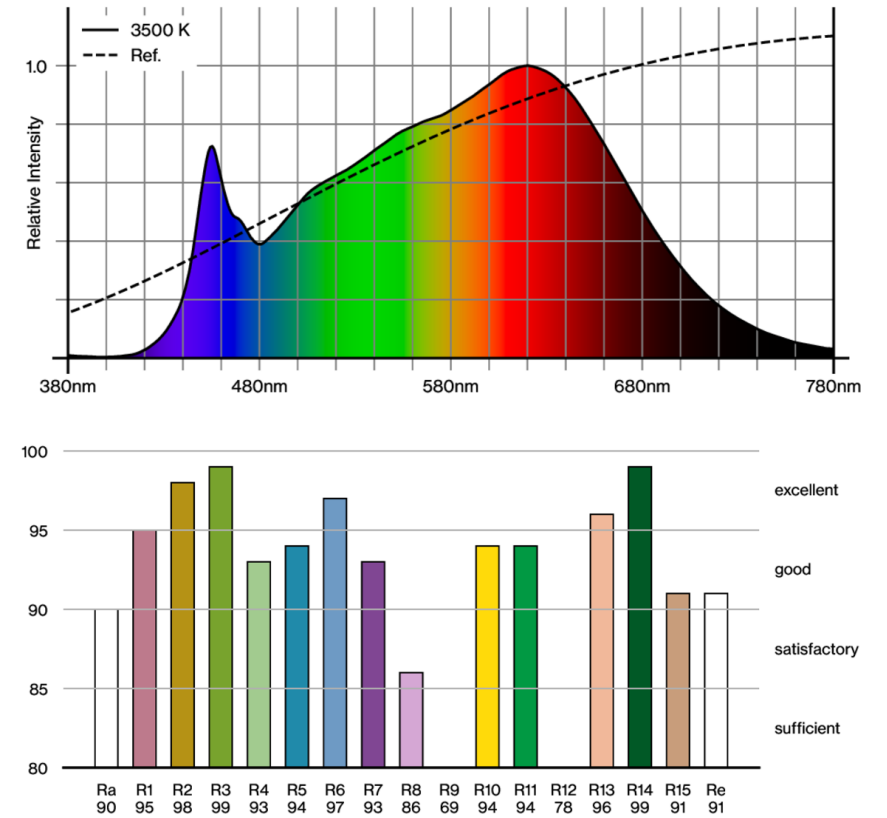 3500 K
Ref.
1.0
Relative Intensity
380nm 480nm 580nm 680nm 780nm
100
excellent
95
good
90
satisfactory
85
sufficient
80
Ra R1 R2 R3 R4 R5 R6 R7 R8 R9 R10 R11 R12 R13 R14 R15 Re
90 95 98 99 93 94 97 93 86 69 94 94 78 96 99 91 91